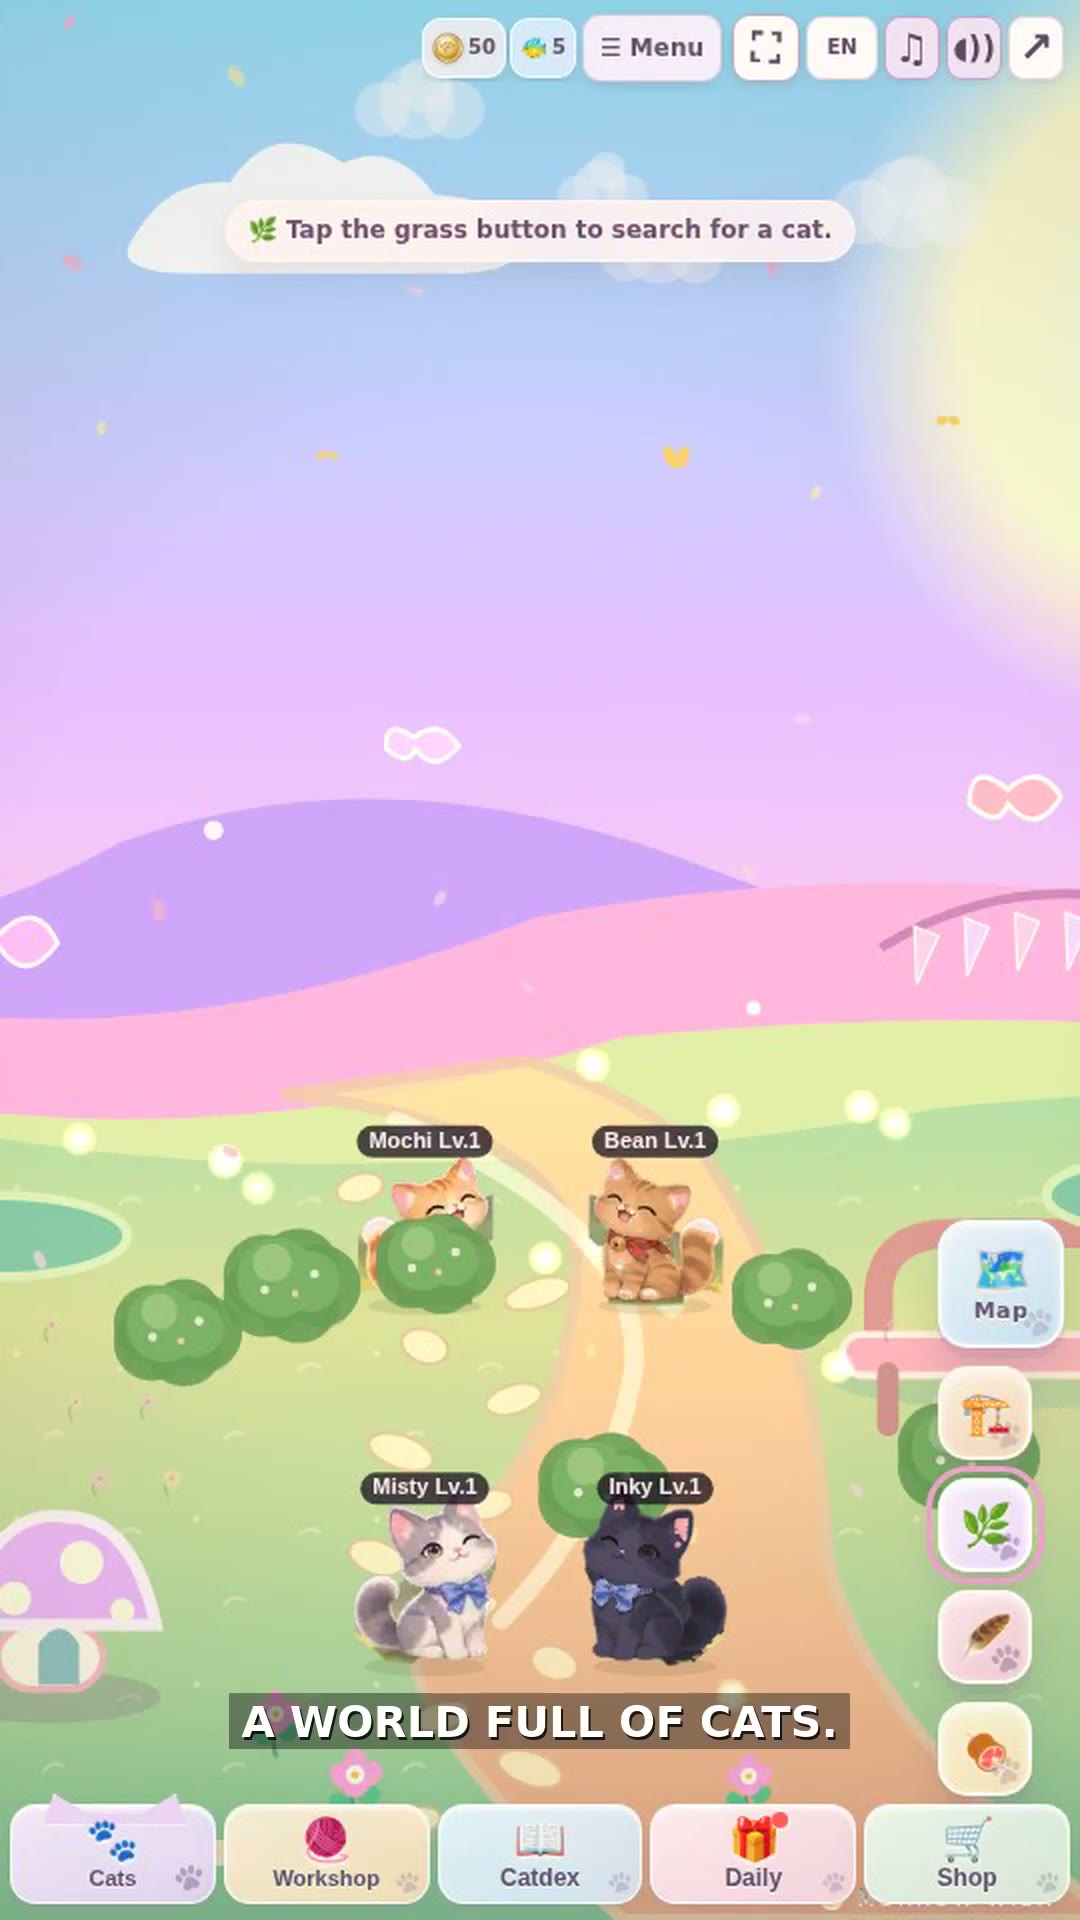 50
5
☰ Menu
EN
Tap the grass button to search for a cat.
Mochi Lv.1
Bean Lv.1
Map
Misty Lv.1
Inky Lv.1
A WORLD FULL OF CATS.
Cats
Workshop
Catdex
Daily
Shop